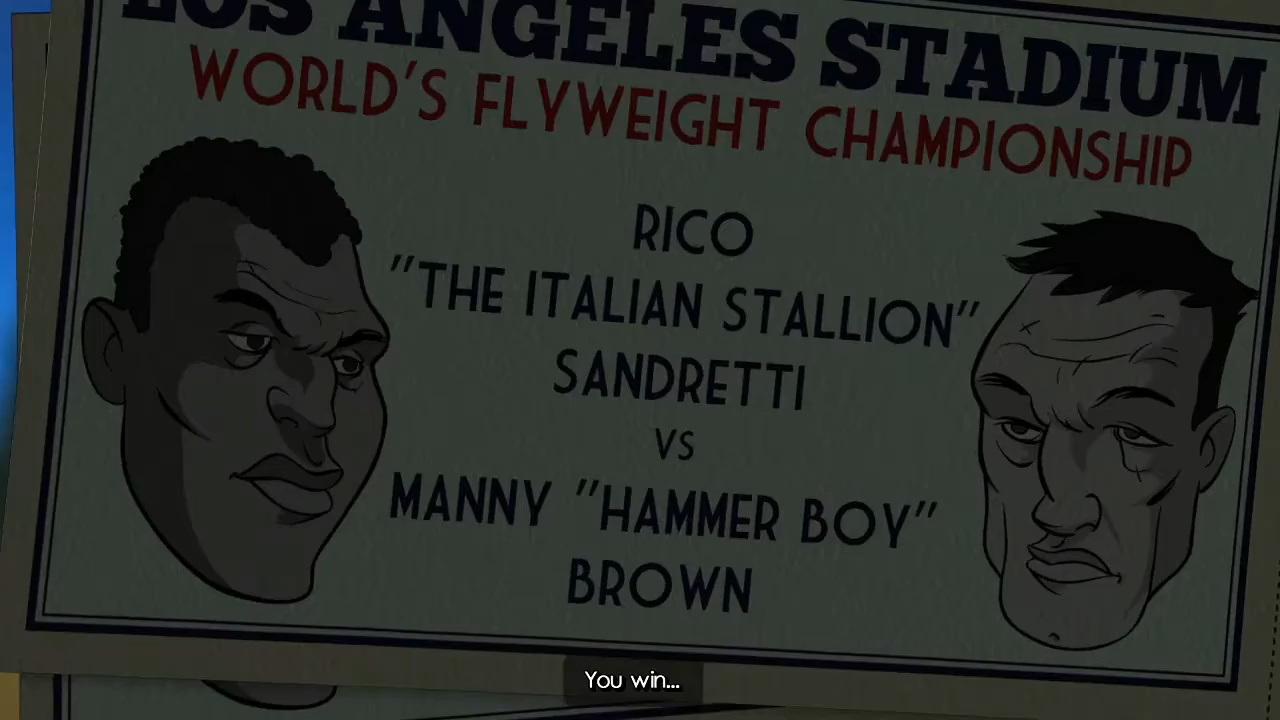 LOS ANGELES STADIUM
WORLD'S FLYWEIGHT CHAMPIONSHIP
RICO
"THE ITALIAN STALLION"
SANDRETTI
VS
MANNY "HAMMER BOY"
BROWN
You win...